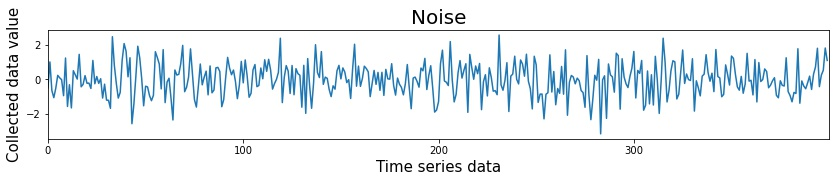 Noise
Collected data value
2
0
−2
0
100
200
300
Time series data